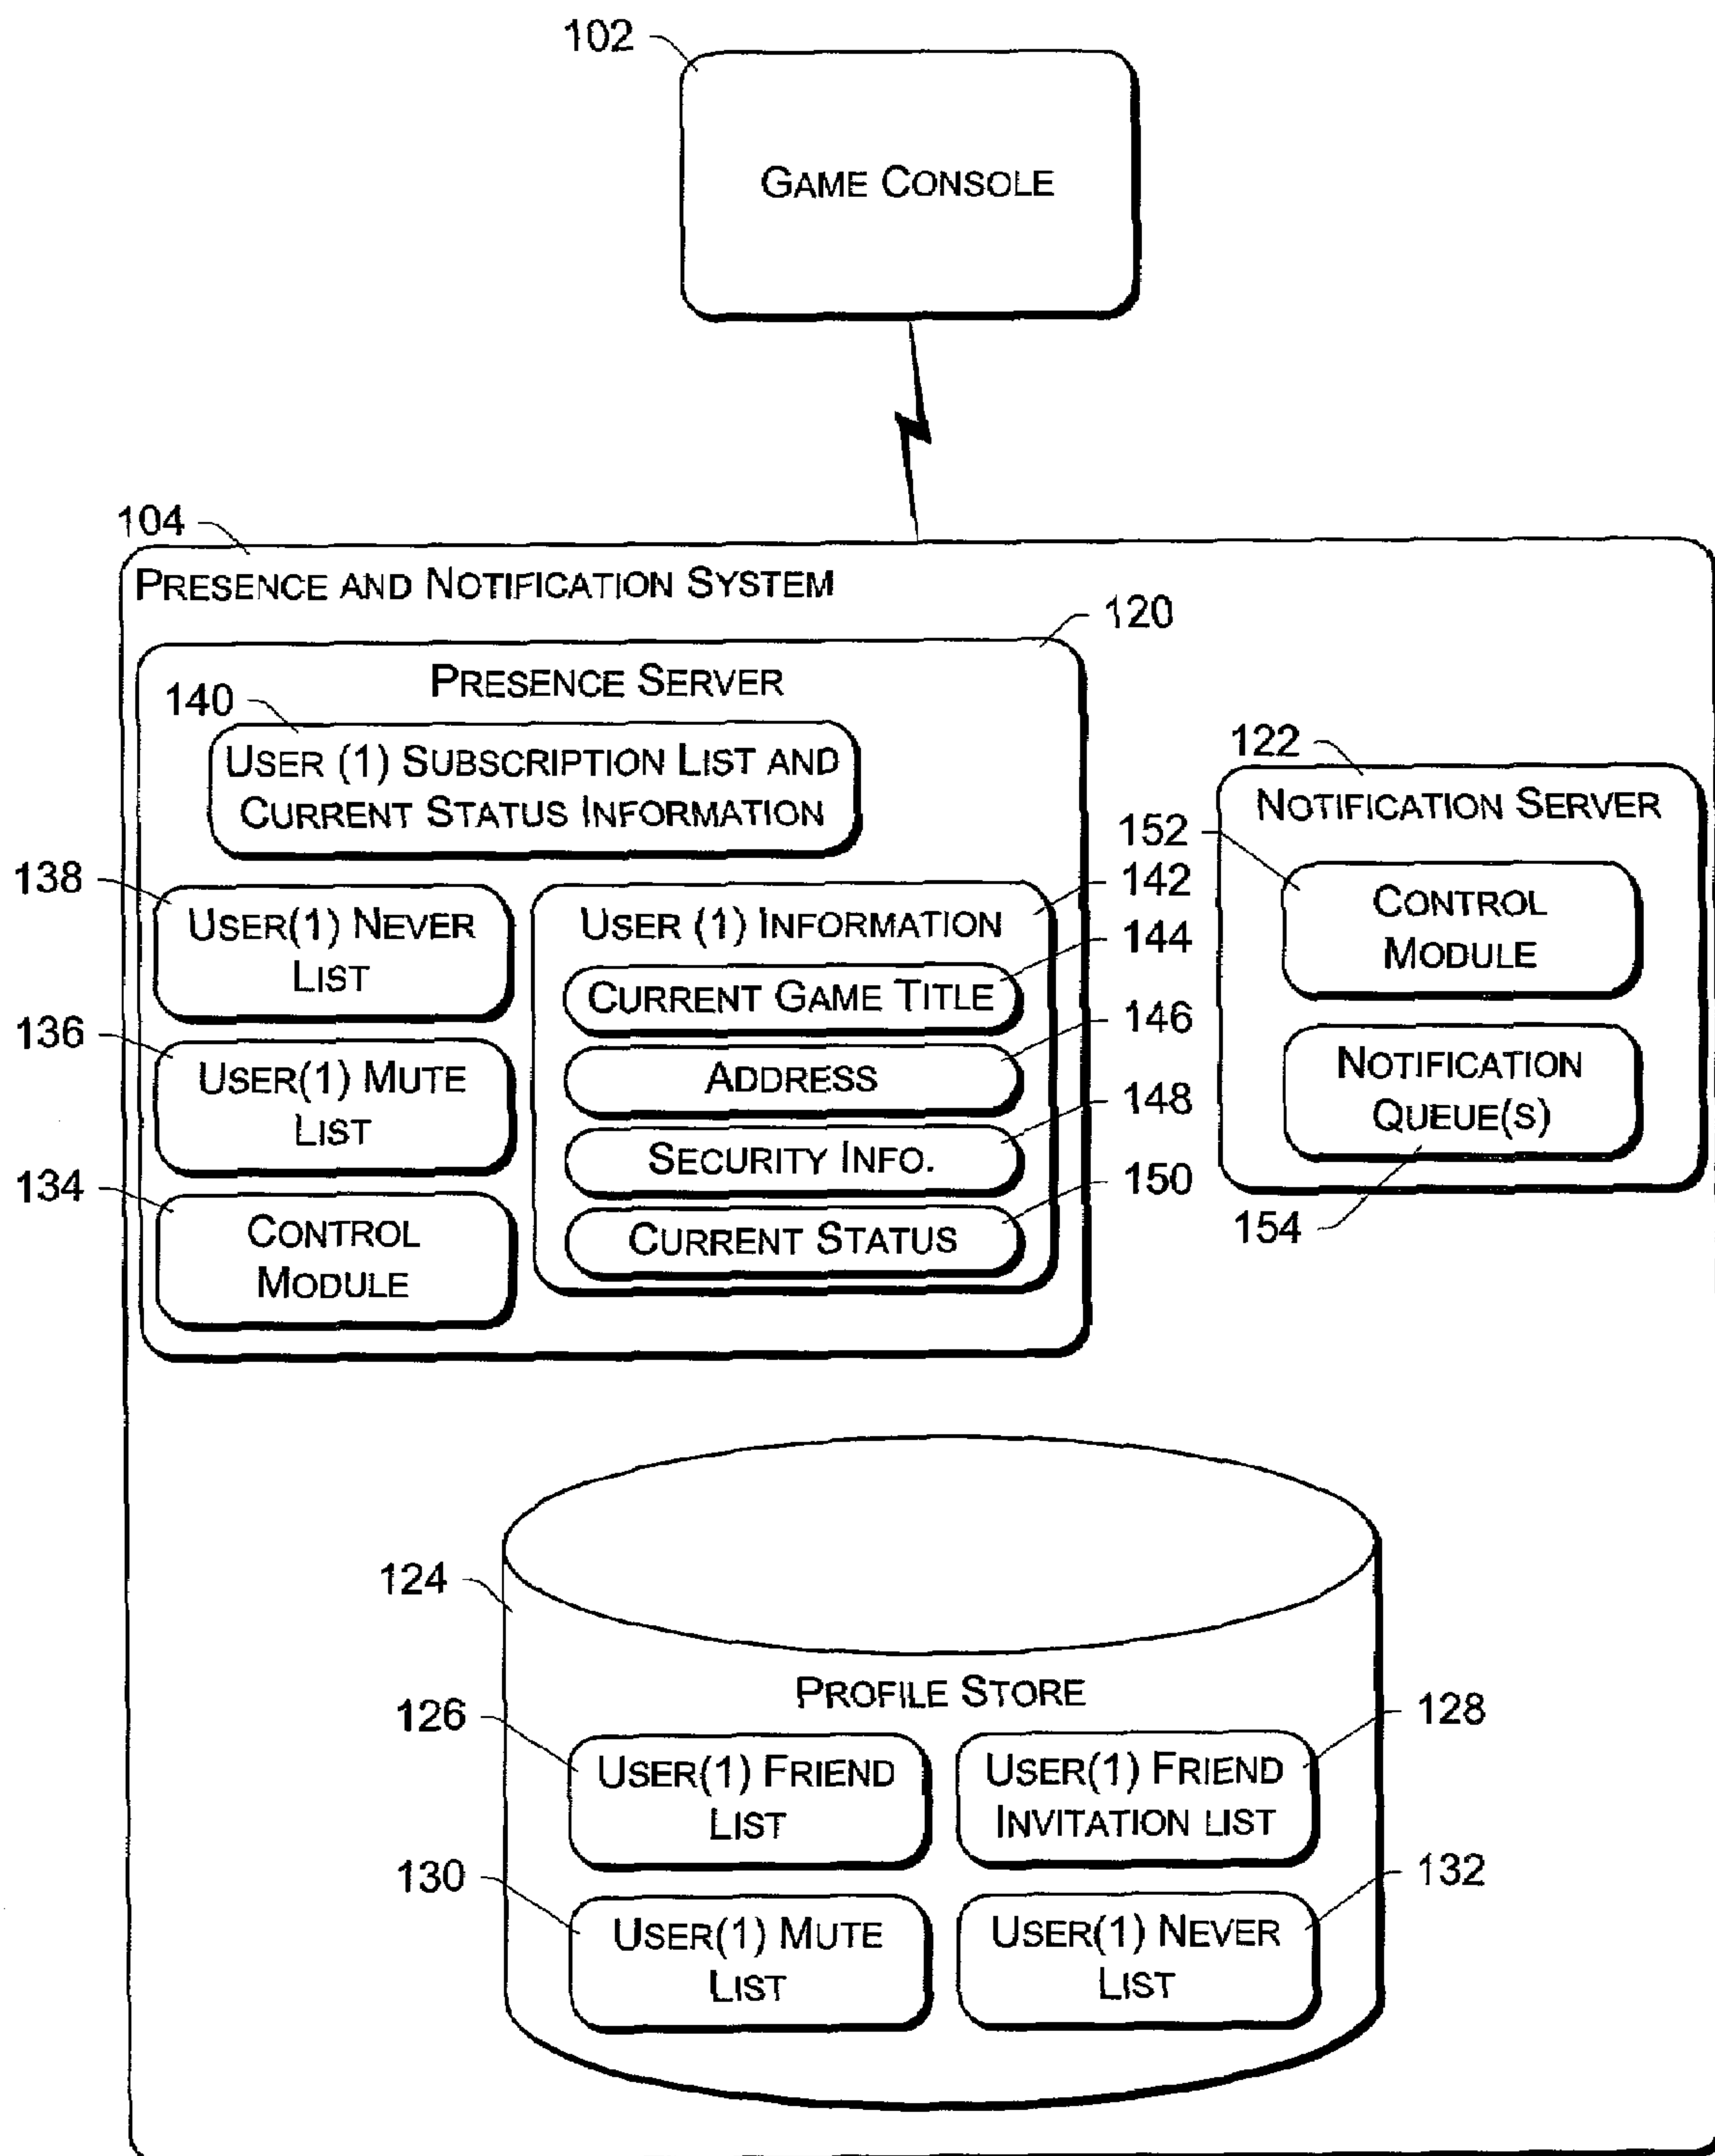 102
GAME CONSOLE
104
PRESENCE AND NOTIFICATION SYSTEM
120
PRESENCE SERVER
140
USER (1) SUBSCRIPTION LIST AND
CURRENT STATUS INFORMATION
138
USER(1) NEVER
LIST
136
USER(1) MUTE
LIST
134
CONTROL
MODULE
142
USER (1) INFORMATION
144
CURRENT GAME TITLE
146
ADDRESS
148
SECURITY INFO.
150
CURRENT STATUS
122
NOTIFICATION SERVER
152
CONTROL
MODULE
NOTIFICATION
QUEUE(S)
154
124
PROFILE STORE
126
USER(1) FRIEND
LIST
128
USER(1) FRIEND
INVITATION LIST
130
USER(1) MUTE
LIST
132
USER(1) NEVER
LIST